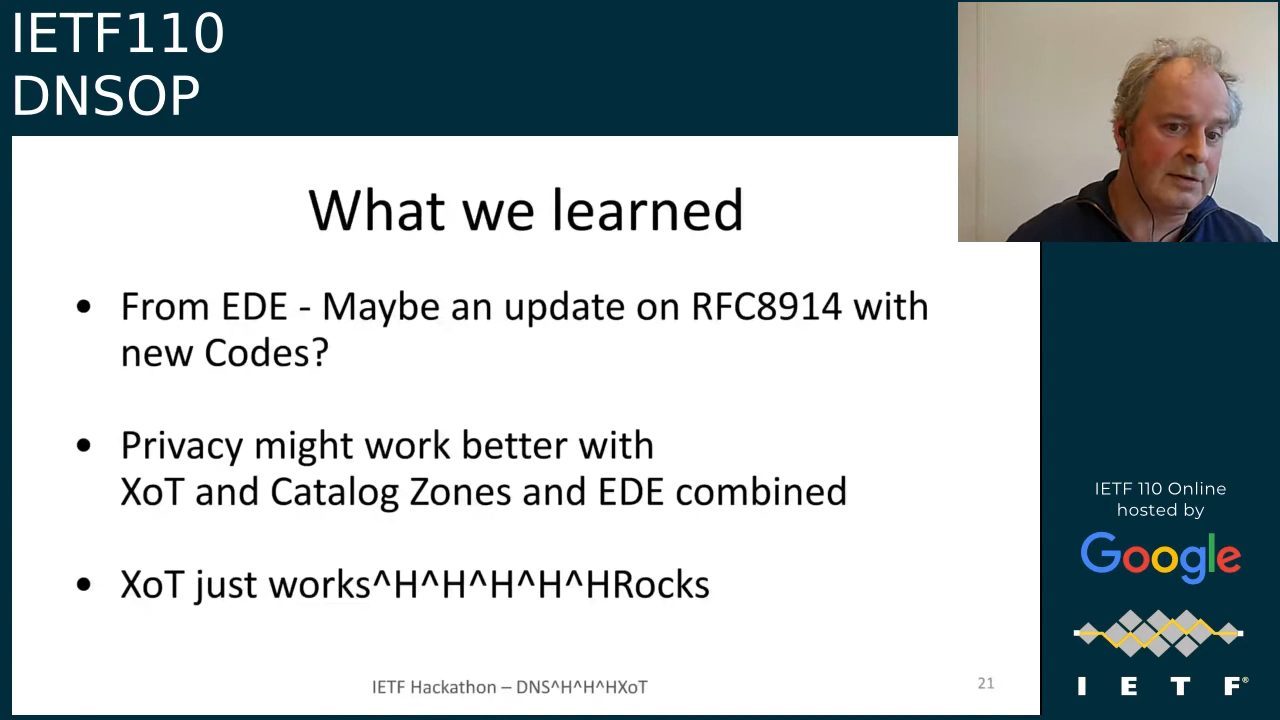 IETF110
DNSOP
What we learned
• From EDE - Maybe an update on RFC8914 with
new Codes?
• Privacy might work better with
XoT and Catalog Zones and EDE combined
• XoT just works^H^H^H^H^HRocks
IETF Hackathon – DNS^H^H^HXoT
21
IETF 110 Online
hosted by
Google
I E T F®